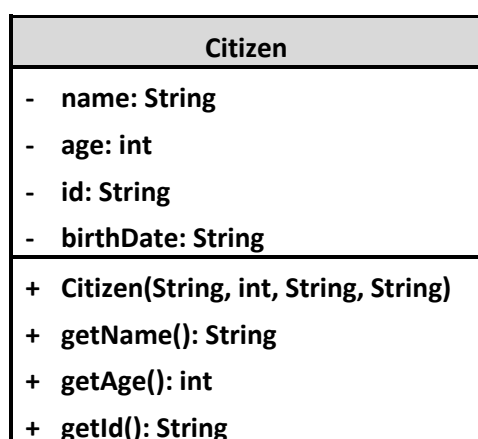 Citizen
- name: String
- age: int
- id: String
- birthDate: String
+ Citizen(String, int, String, String)
+ getName(): String
+ getAge(): int
+ getId(): String